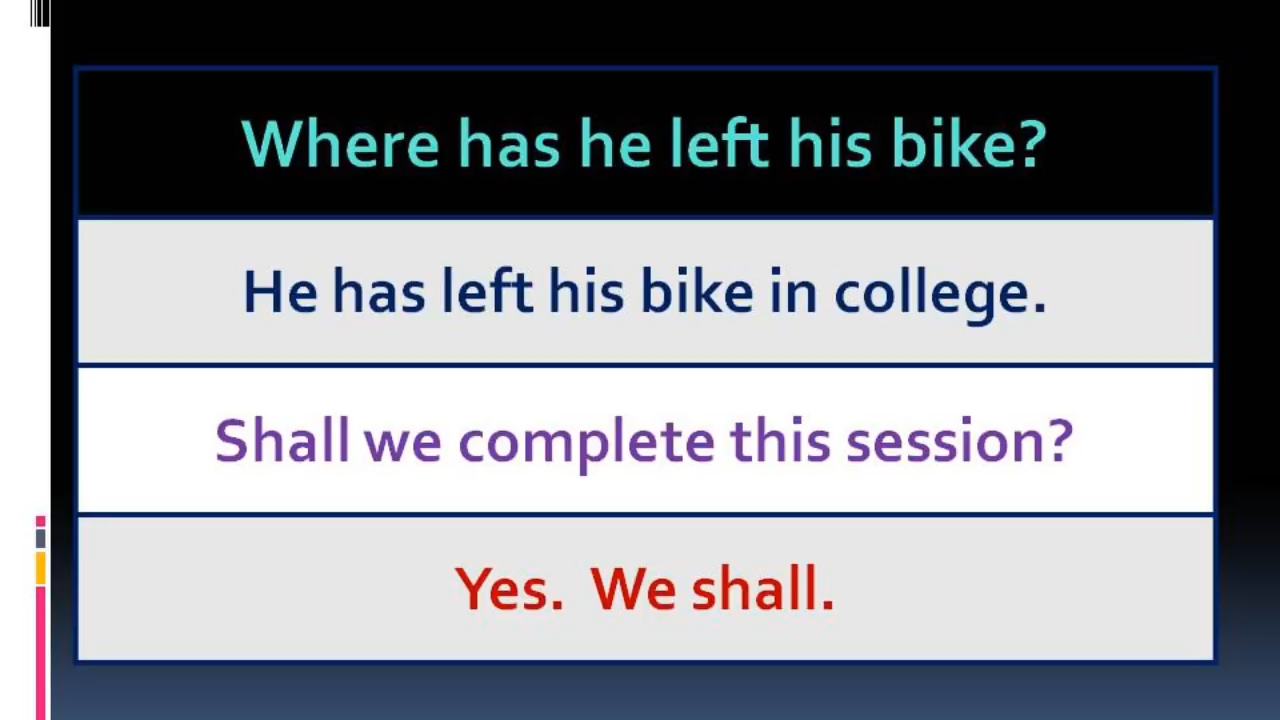 Where has he left his bike?
He has left his bike in college.
Shall we complete this session?
Yes.  We shall.